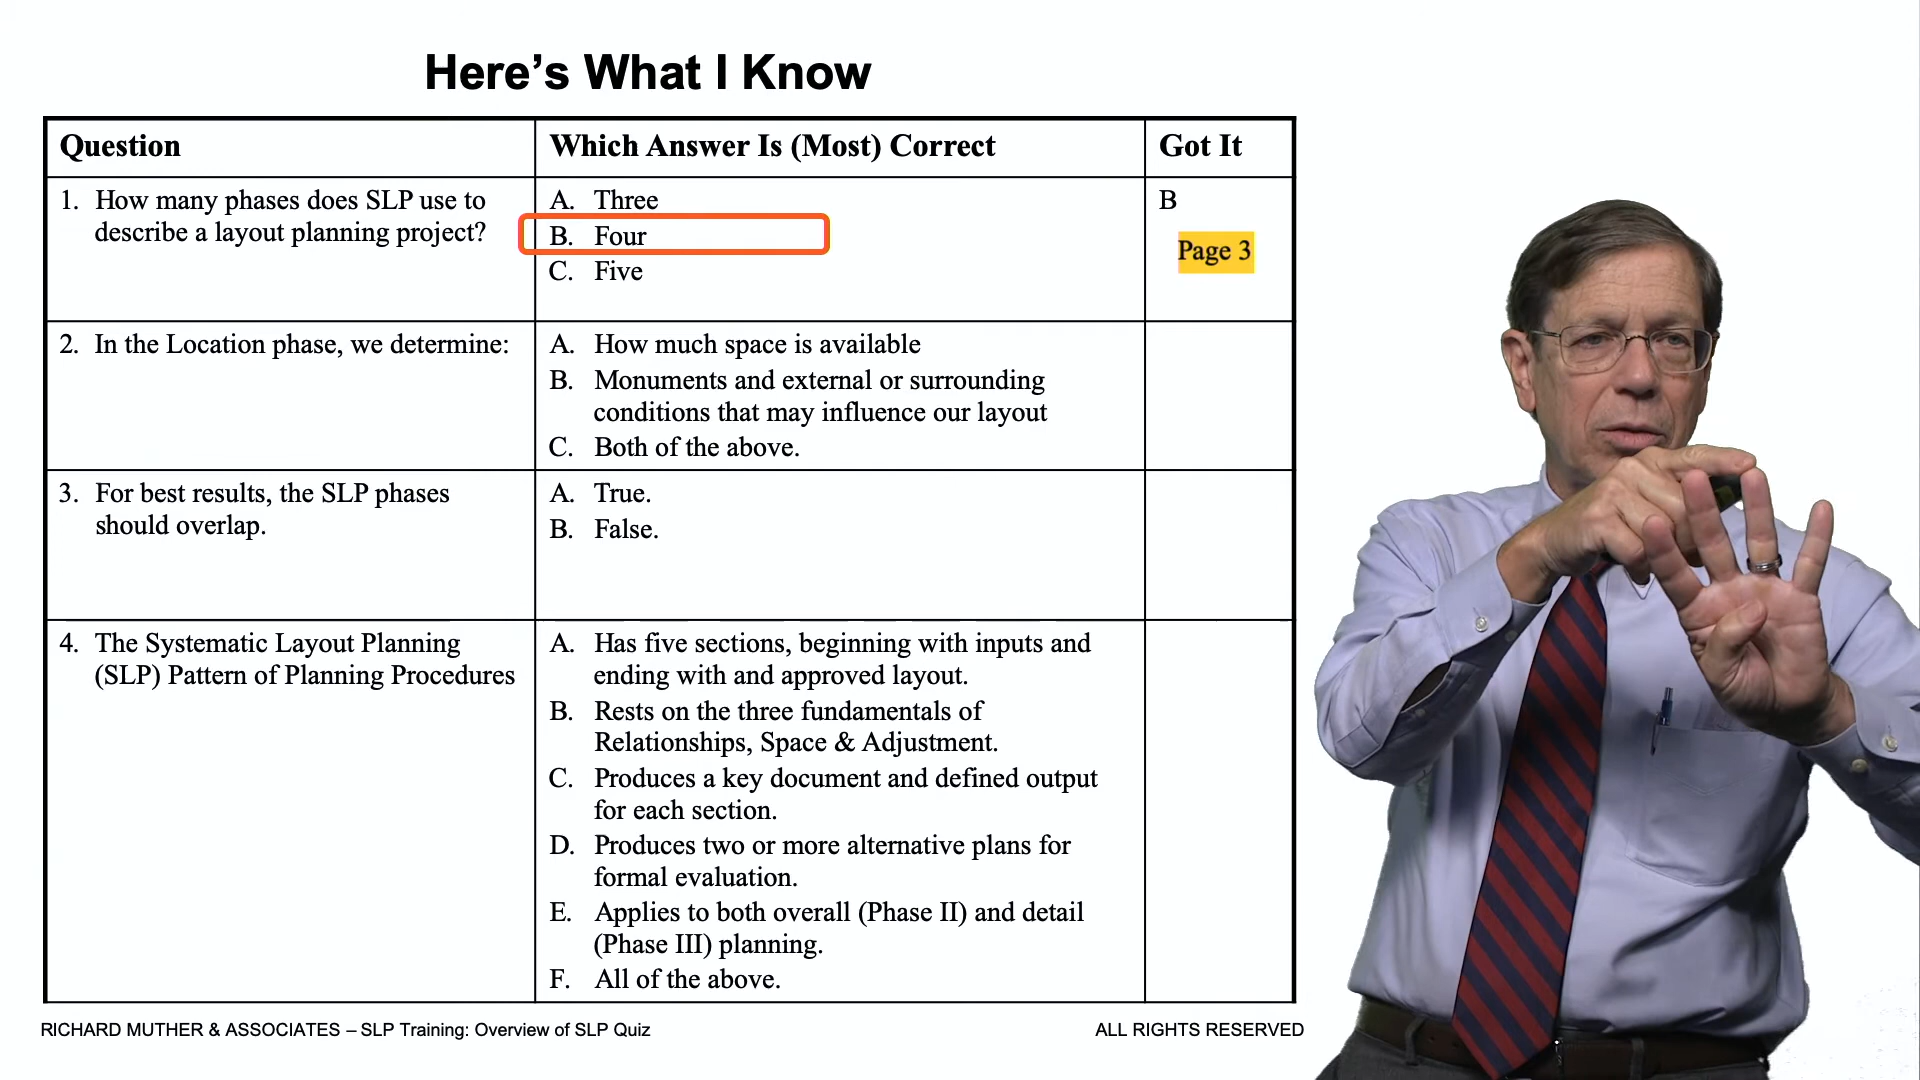 Here’s What I Know
Question
Which Answer Is (Most) Correct
Got It
1. How many phases does SLP use to
describe a layout planning project?
A. Three
B. Four
C. Five
B
Page 3
2. In the Location phase, we determine:
A. How much space is available
B. Monuments and external or surrounding
conditions that may influence our layout
C. Both of the above.
3. For best results, the SLP phases
should overlap.
A. True.
B. False.
4. The Systematic Layout Planning
(SLP) Pattern of Planning Procedures
A. Has five sections, beginning with inputs and
ending with and approved layout.
B. Rests on the three fundamentals of
Relationships, Space & Adjustment.
C. Produces a key document and defined output
for each section.
D. Produces two or more alternative plans for
formal evaluation.
E. Applies to both overall (Phase II) and detail
(Phase III) planning.
F. All of the above.
RICHARD MUTHER & ASSOCIATES – SLP Training: Overview of SLP Quiz
ALL RIGHTS RESERVED